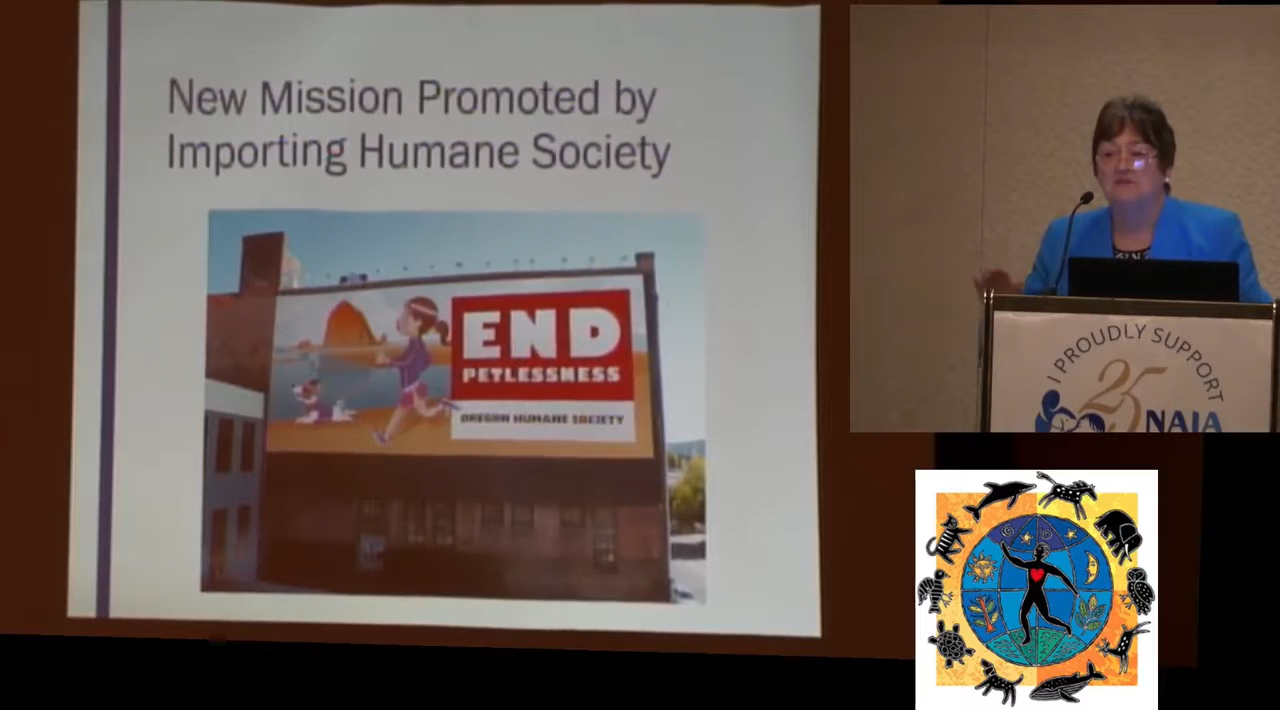 New Mission Promoted by
Importing Humane Society
END
PETLESSNESS
OREGON HUMANE SOCIETY
I PROUDLY SUPPORT
25
NAIA